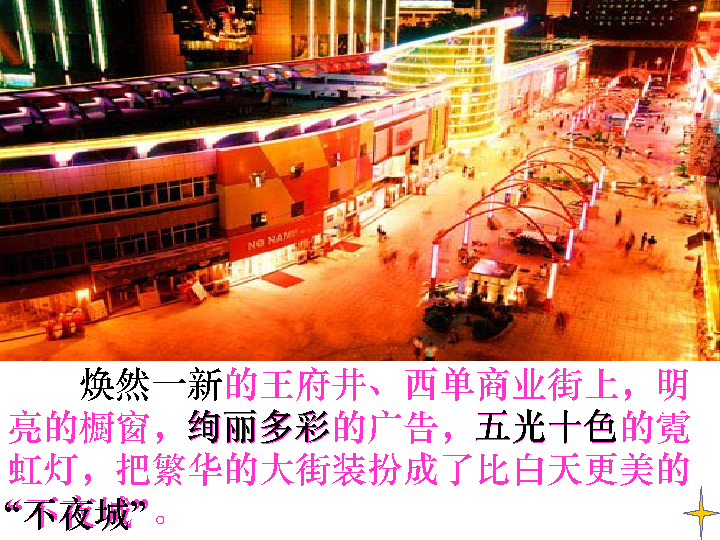 NO NAME
焕然一新的王府井、西单商业街上，明
亮的橱窗，绚丽多彩的广告，五光十色的霓
虹灯，把繁华的大街装扮成了比白天更美的
“不夜城”。